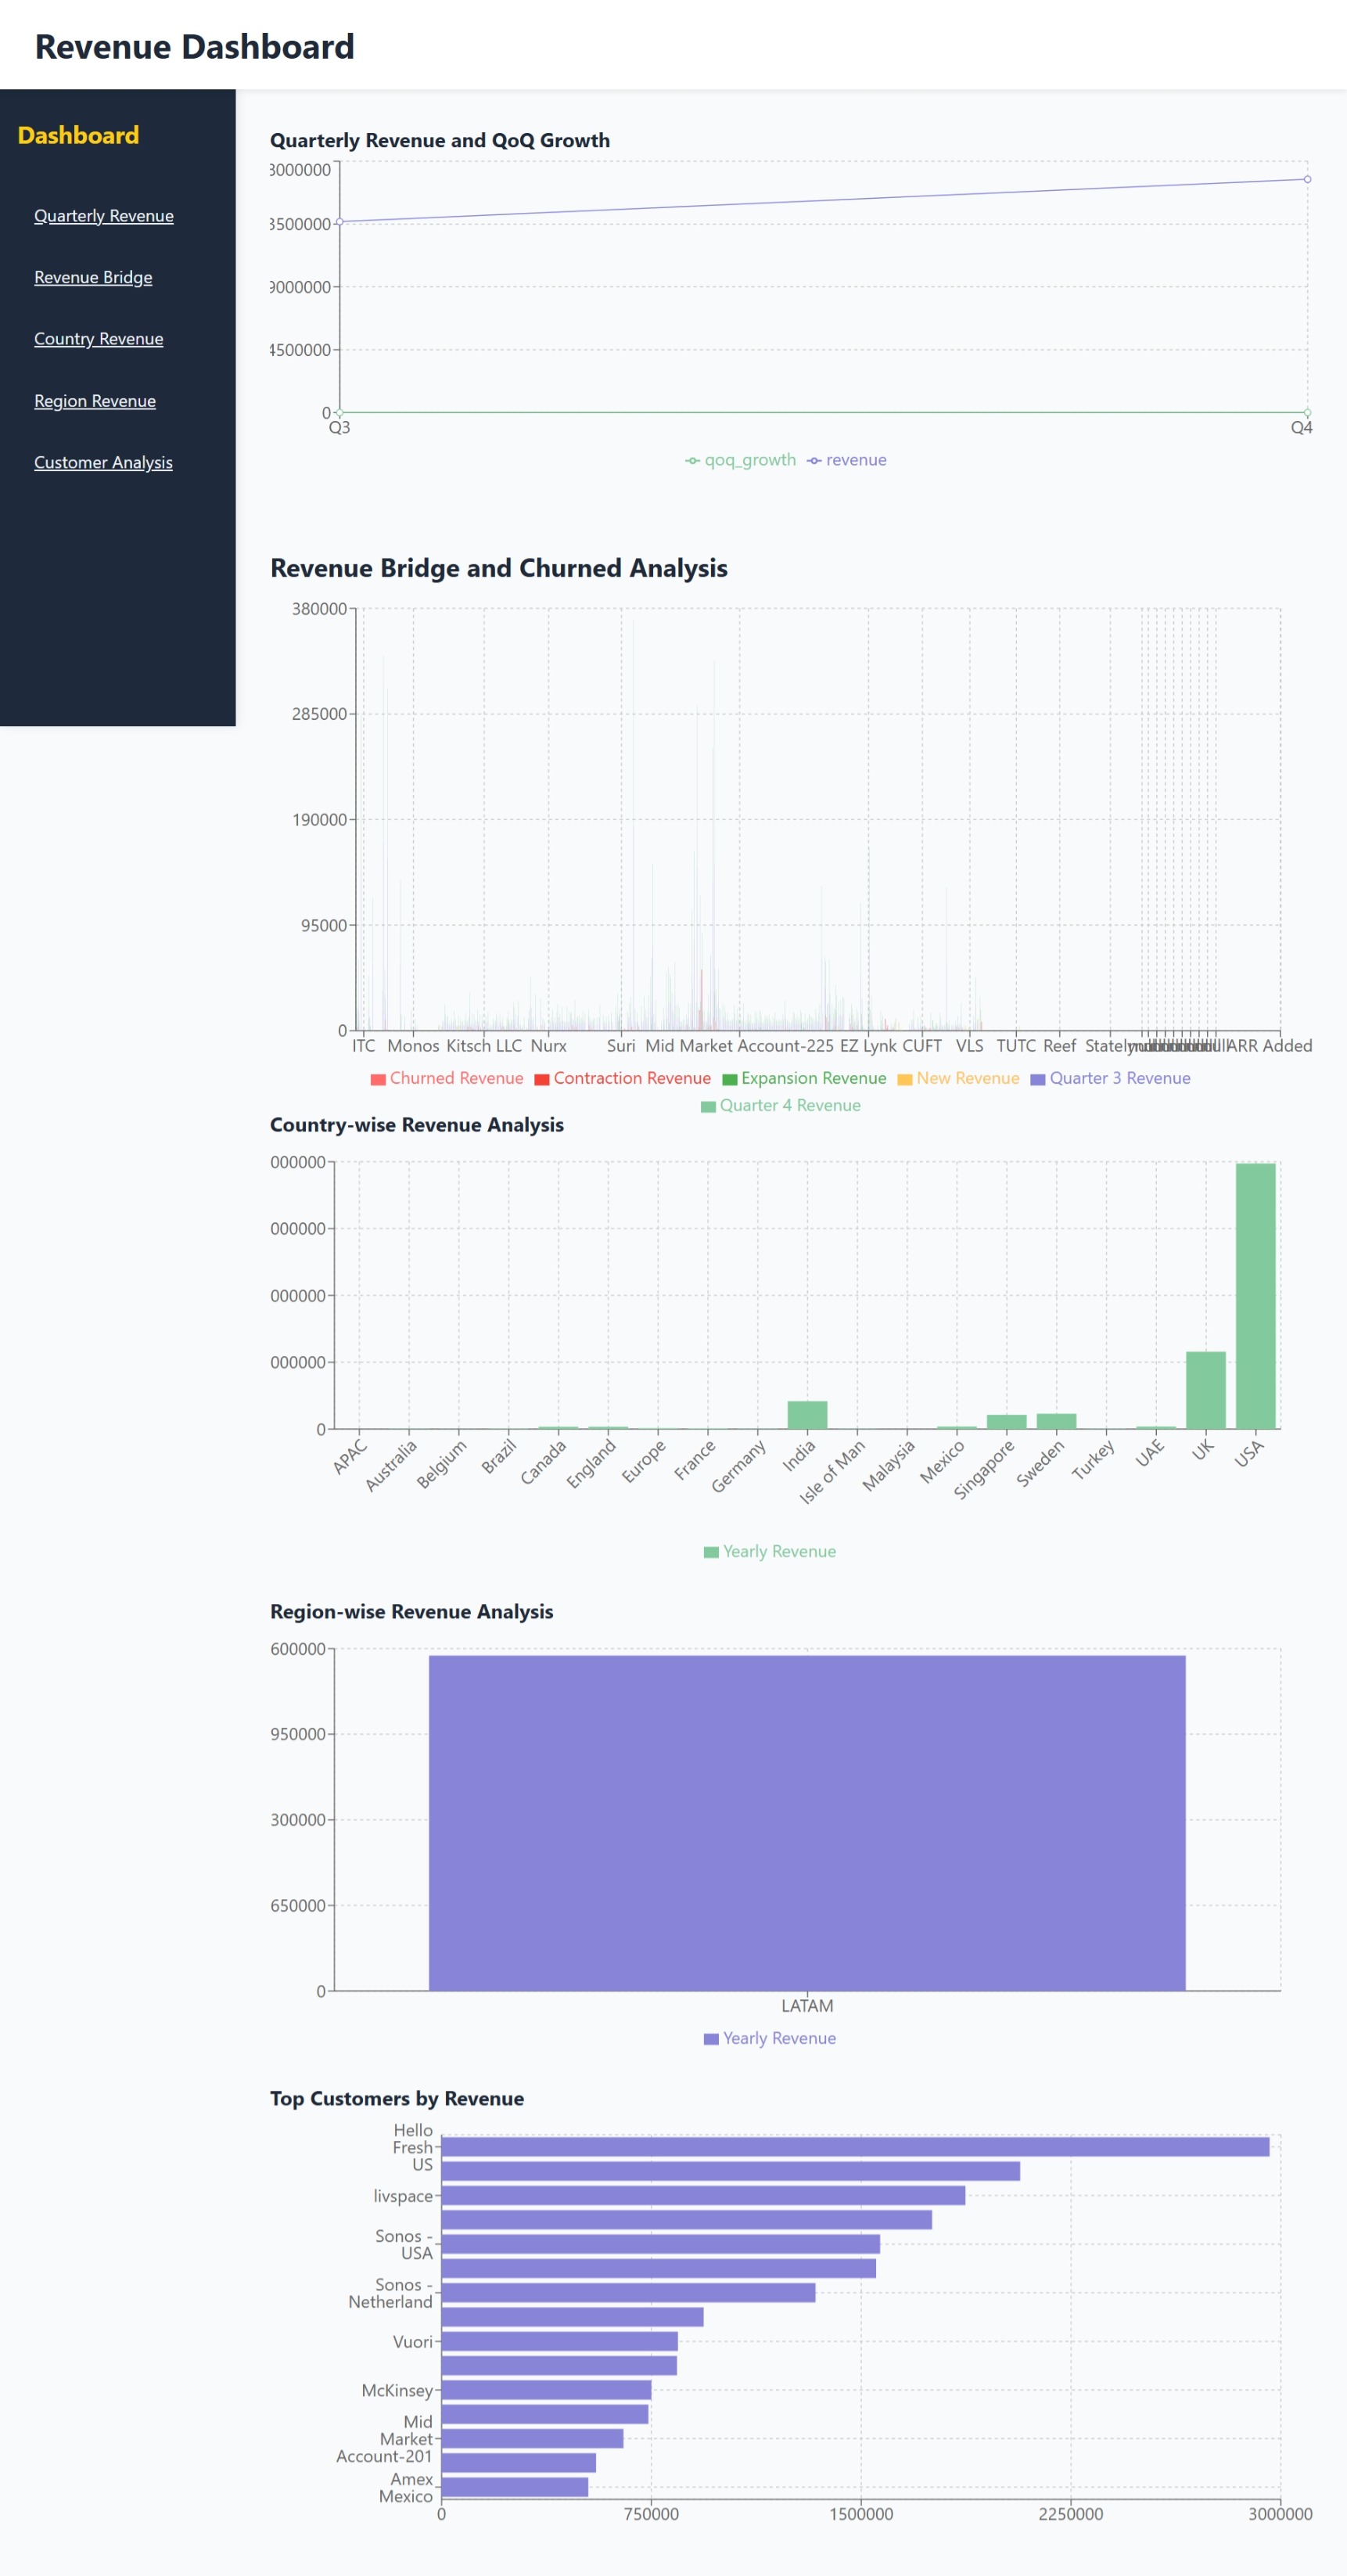 Revenue Dashboard
Dashboard
Quarterly Revenue
Revenue Bridge
Country Revenue
Region Revenue
Customer Analysis
Quarterly Revenue and QoQ Growth
3000000
3500000
9000000
4500000
0
Q3
Q4
qoq_growth
revenue
Revenue Bridge and Churned Analysis
380000
285000
190000
95000
0
ITC Monos Kitsch LLC Nurx Suri Mid Market Account-225 EZ Lynk CUFT VLS TUTC Reef Stately ARR Added
Churned Revenue Contraction Revenue Expansion Revenue New Revenue Quarter 3 Revenue
Quarter 4 Revenue
Country-wise Revenue Analysis
000000
000000
000000
000000
0
APAC Australia Belgium Brazil Canada England Europe France Germany India Isle of Man Malaysia Mexico Singapore Sweden Turkey UAE UK USA
Yearly Revenue
Region-wise Revenue Analysis
600000
950000
300000
650000
0
LATAM
Yearly Revenue
Top Customers by Revenue
Hello
Fresh
US
livspace
Sonos -
USA
Sonos -
Netherland
Vuori
McKinsey
Mid
Market
Account-201
Amex
Mexico
0 750000 1500000 2250000 3000000